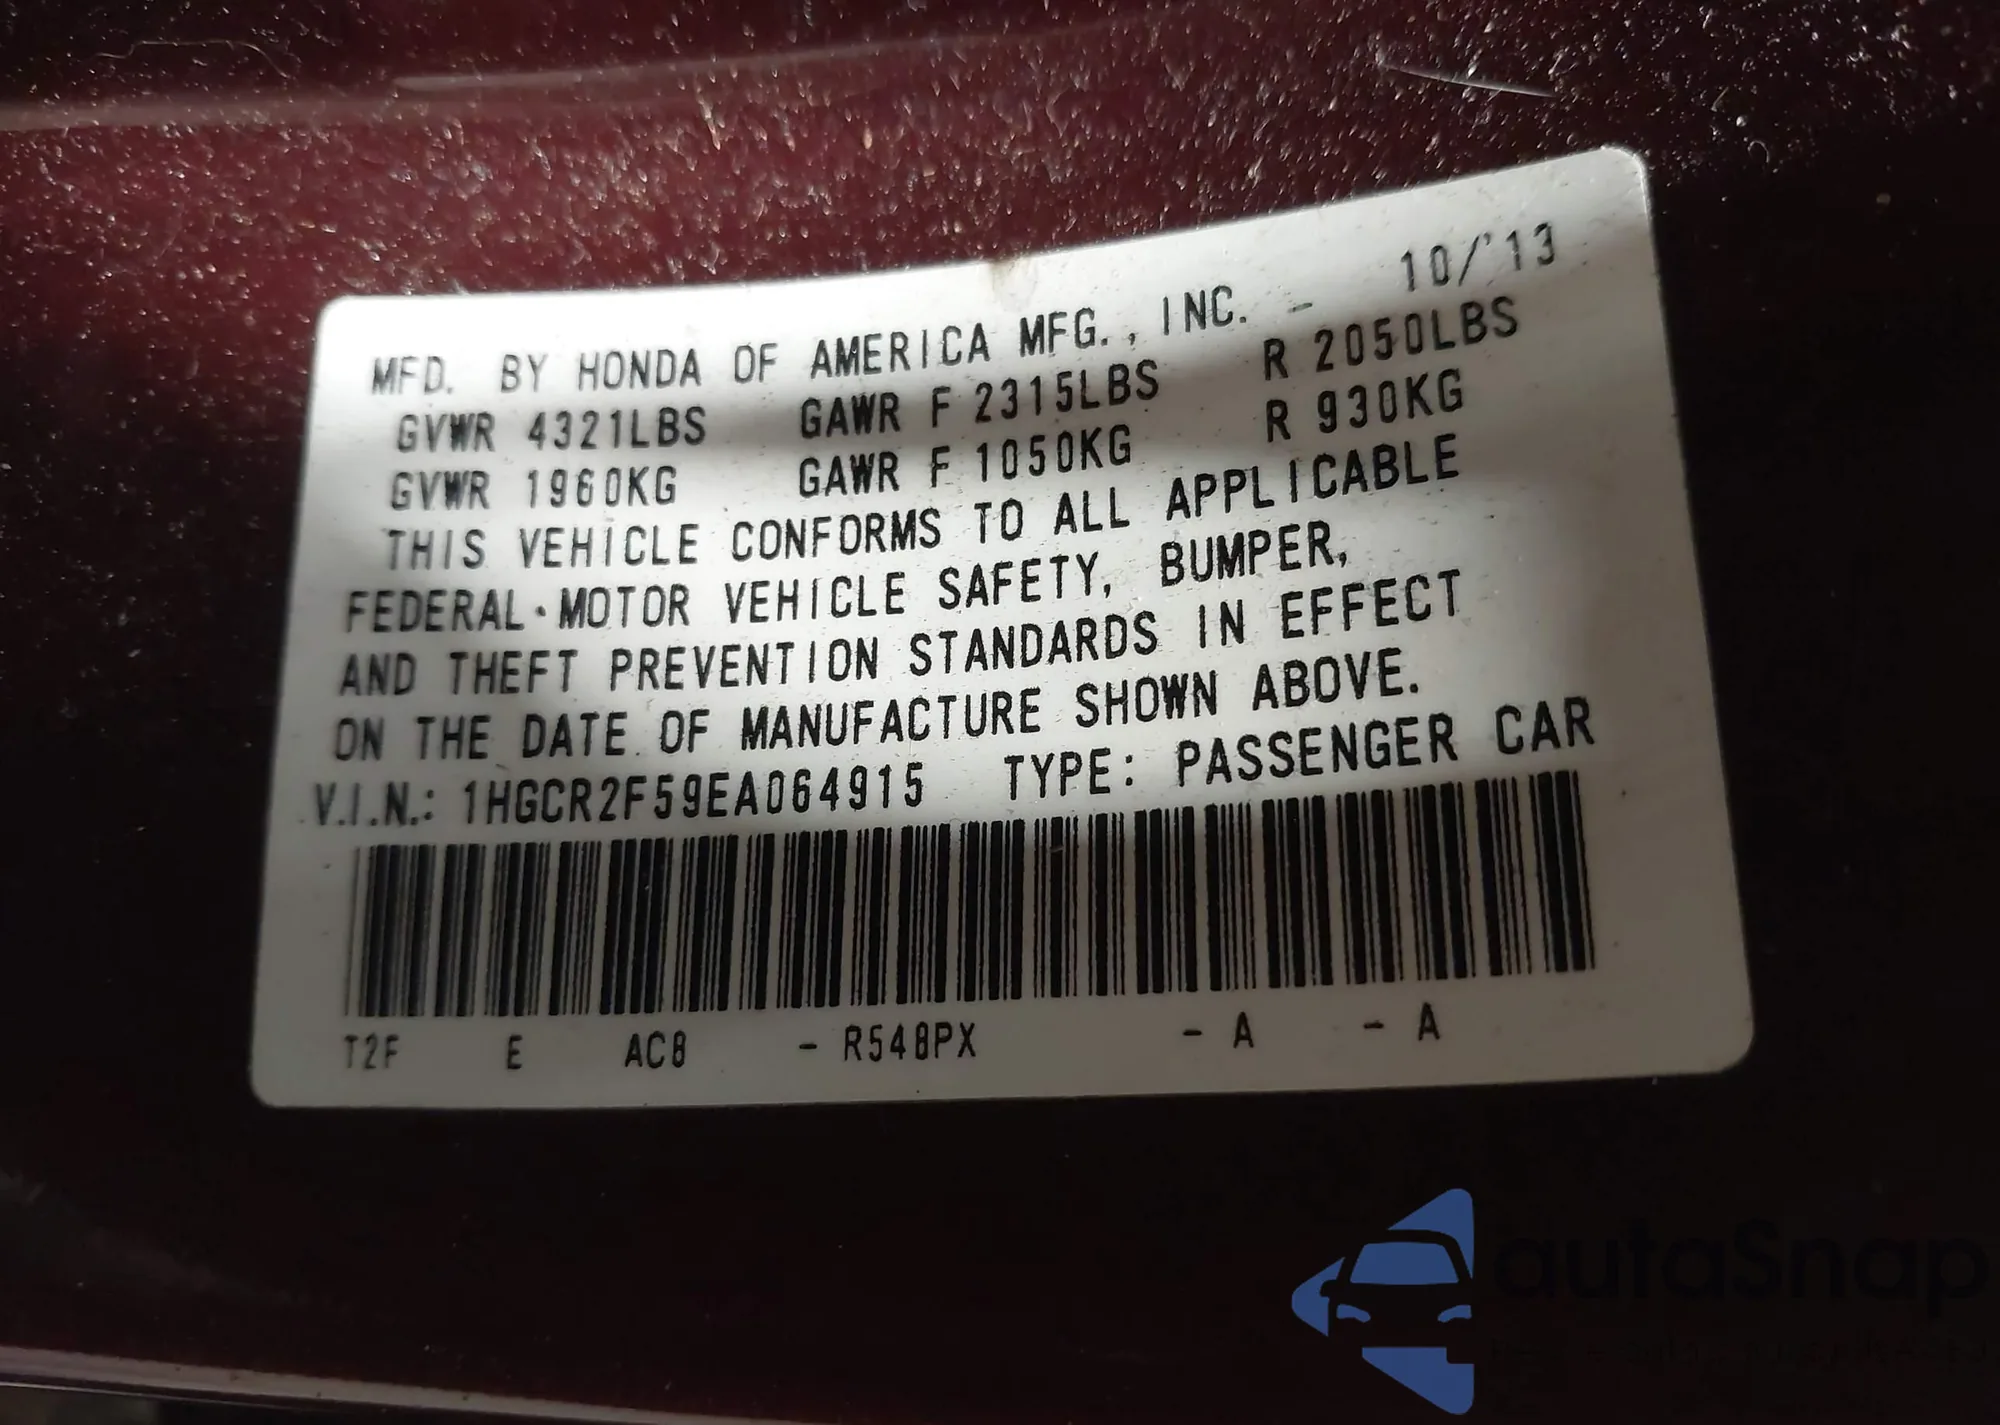 MFD. BY HONDA OF AMERICA MFG., INC. - 10/'13
GVWR 4321LBS GAWR F 2315LBS R 2050LBS
GVWR 1960KG GAWR F 1050KG R 930KG
THIS VEHICLE CONFORMS TO ALL APPLICABLE
FEDERAL·MOTOR VEHICLE SAFETY, BUMPER,
AND THEFT PREVENTION STANDARDS IN EFFECT
ON THE DATE OF MANUFACTURE SHOWN ABOVE.
V.I.N.: 1HGCR2F59EA064915 TYPE: PASSENGER CAR
T2F E AC8 - R548PX - A - A
autaSnap